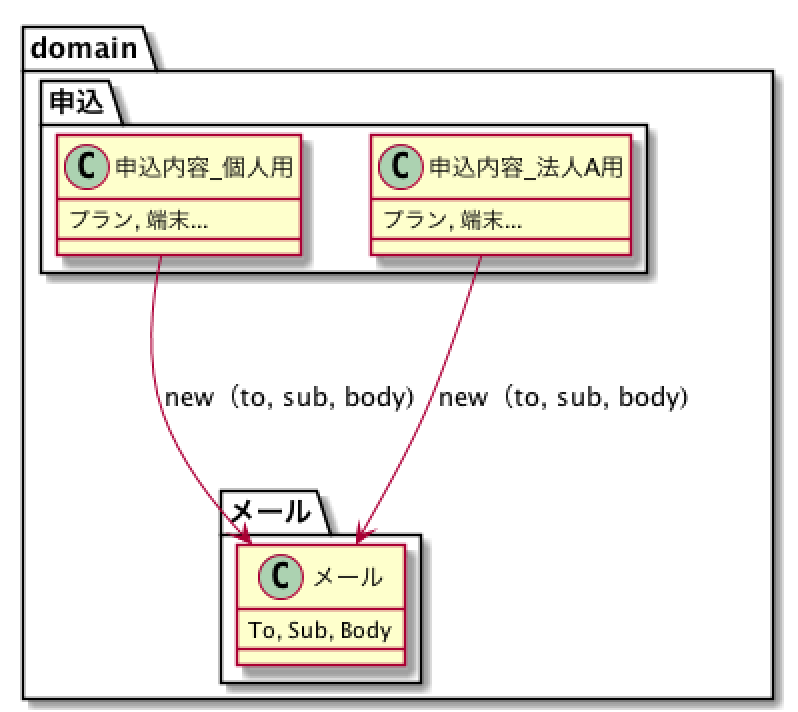 domain
申込
C 申込内容_個人用
プラン, 端末...
C 申込内容_法人A用
プラン, 端末...
new（to, sub, body）
new（to, sub, body）
メール
C メール
To, Sub, Body